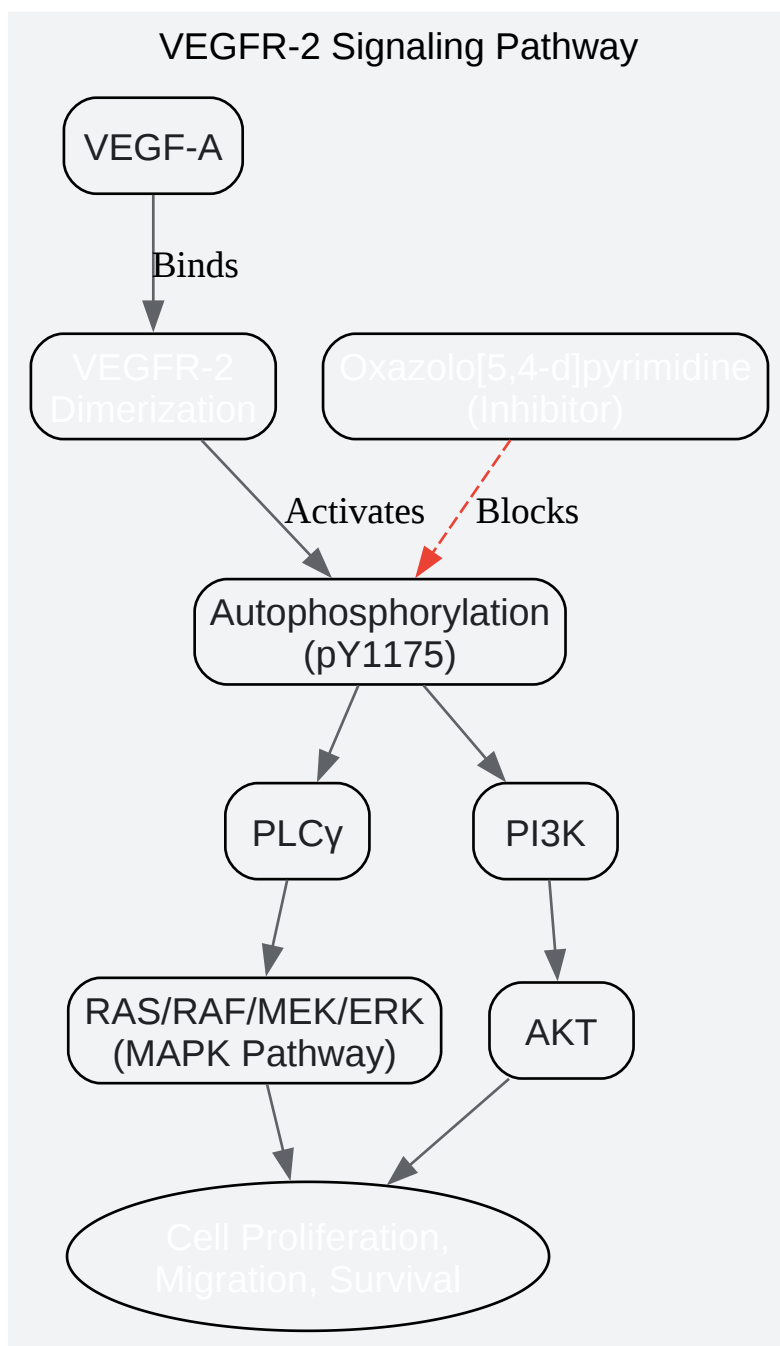 VEGFR-2 Signaling Pathway
VEGF-A
Binds
VEGFR-2
Dimerization
Oxazolo[5,4-d]pyrimidine
(Inhibitor)
Activates
Blocks
Autophosphorylation
(pY1175)
PLCγ
PI3K
RAS/RAF/MEK/ERK
(MAPK Pathway)
AKT
Cell Proliferation,
Migration, Survival